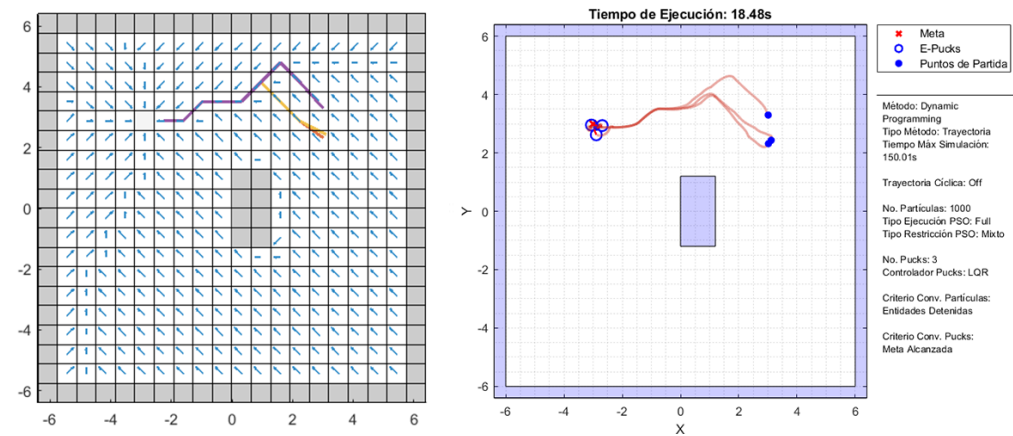 6
4
2
0
-2
-4
-6
-6
-4
-2
0
2
4
6
Tiempo de Ejecución: 18.48s
6
4
2
0
-2
-4
-6
Y
-6
-4
-2
0
2
4
6
X
Meta
E-Pucks
Puntos de Partida
Método: Dynamic
Programming
Tipo Método: Trayectoria
Tiempo Máx Simulación:
150.01s
Trayectoria Cíclica: Off
No. Partículas: 1000
Tipo Ejecución PSO: Full
Tipo Restricción PSO: Mixto
No. Pucks: 3
Controlador Pucks: LQR
Criterio Conv. Partículas:
Entidades Detenidas
Criterio Conv. Pucks:
Meta Alcanzada